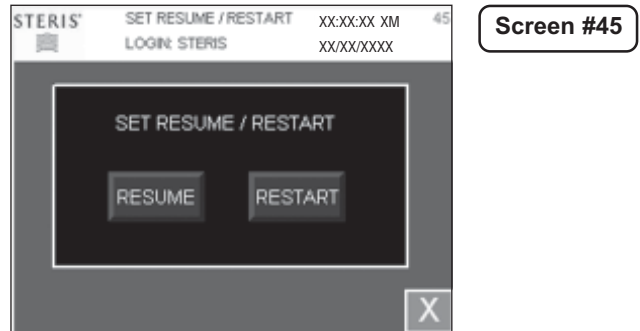 STERIS® SET RESUME / RESTART XX:XX:XX XM 45
LOGIN: STERIS XX/XX/XXXX
Screen #45
SET RESUME / RESTART
RESUME RESTART
X